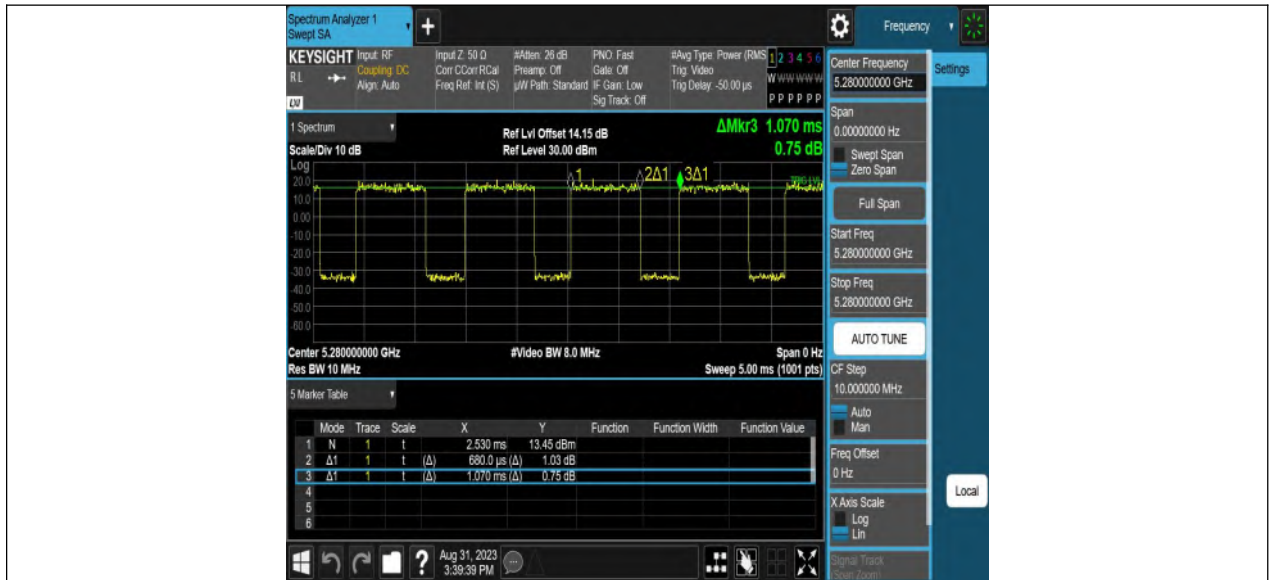 Spectrum Analyzer 1
Swept SA
+
Frequency
KEYSIGHT Input: RF
RL
Coupling: DC
Align: Auto
LXI
Input Z: 50 Ω
Corr CCorr RCal
Freq Ref: Int (S)
#Atten: 26 dB
Preamp: Off
µW Path: Standard
PNO: Fast
Gate: Off
IF Gain: Low
Sig Track: Off
#Avg Type: Power (RMS
Trig: Video
Trig Delay: -50.00 µs
1 2 3 4 5 6
W W W W W W
P P P P P P
Center Frequency
5.280000000 GHz
Settings
1 Spectrum
Ref Lvl Offset 14.15 dB
ΔMkr3 1.070 ms
Scale/Div 10 dB
Ref Level 30.00 dBm
0.75 dB
Log
1
2Δ1
3Δ1
TRIG LVL
20.0
10.0
0.00
-10.0
-20.0
-30.0
-40.0
-50.0
-60.0
Center 5.280000000 GHz
#Video BW 8.0 MHz
Span 0 Hz
Res BW 10 MHz
Sweep 5.00 ms (1001 pts)
Span
0.00000000 Hz
Swept Span
Zero Span
Full Span
Start Freq
5.280000000 GHz
Stop Freq
5.280000000 GHz
AUTO TUNE
CF Step
10.000000 MHz
Auto
Man
Freq Offset
0 Hz
X Axis Scale
Log
Lin
Signal Track
(Span Zoom)
Local
5 Marker Table
Mode Trace Scale X Y Function Function Width Function Value
1 N 1 t 2.530 ms 13.45 dBm
2 Δ1 1 t (Δ) 680.0 µs (Δ) 1.03 dB
3 Δ1 1 t (Δ) 1.070 ms (Δ) 0.75 dB
4
5
6
?
Aug 31, 2023
3:39:39 PM